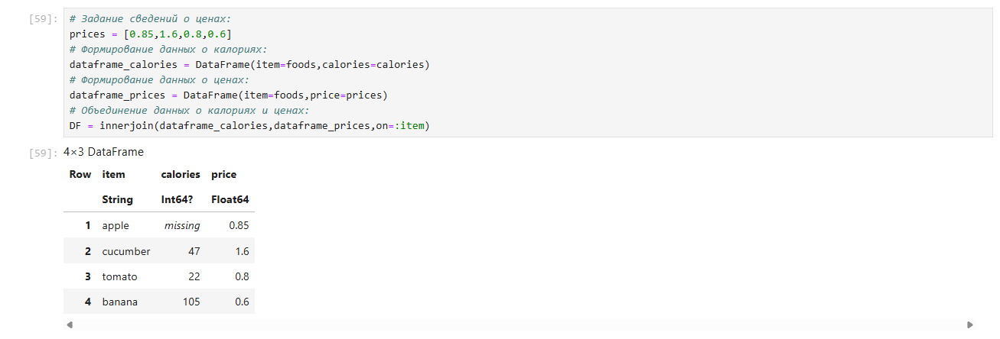 [59]: # Задание сведений о ценах:
prices = [0.85,1.6,0.8,0.6]
# Формирование данных о калориях:
dataframe_calories = DataFrame(item=foods,calories=calories)
# Формирование данных о ценах:
dataframe_prices = DataFrame(item=foods,price=prices)
# Объединение данных о калориях и ценах:
DF = innerjoin(dataframe_calories,dataframe_prices,on=:item)
[59]: 4×3 DataFrame
Row item calories price
String Int64? Float64
1 apple missing 0.85
2 cucumber 47 1.6
3 tomato 22 0.8
4 banana 105 0.6